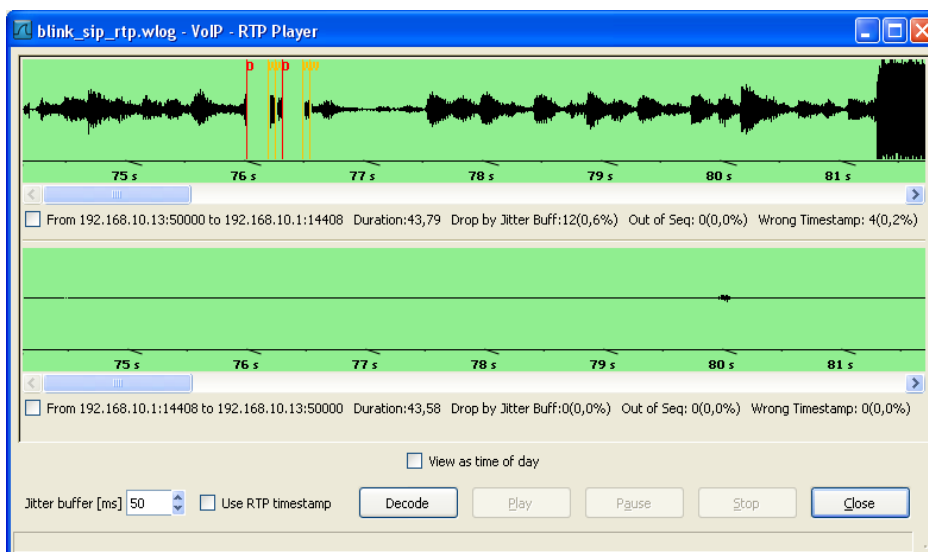 blink_sip_rtp.wlog - VoIP - RTP Player
D D
75 s 76 s 77 s 78 s 79 s 80 s 81 s
From 192.168.10.13:50000 to 192.168.10.1:14408 Duration:43,79 Drop by Jitter Buff:12(0,6%) Out of Seq: 0(0,0%) Wrong Timestamp: 4(0,2%)
75 s 76 s 77 s 78 s 79 s 80 s 81 s
From 192.168.10.1:14408 to 192.168.10.13:50000 Duration:43,58 Drop by Jitter Buff:0(0,0%) Out of Seq: 0(0,0%) Wrong Timestamp: 0(0,0%)
View as time of day
Jitter buffer [ms] 50 Use RTP timestamp Decode Play Pause Stop Close